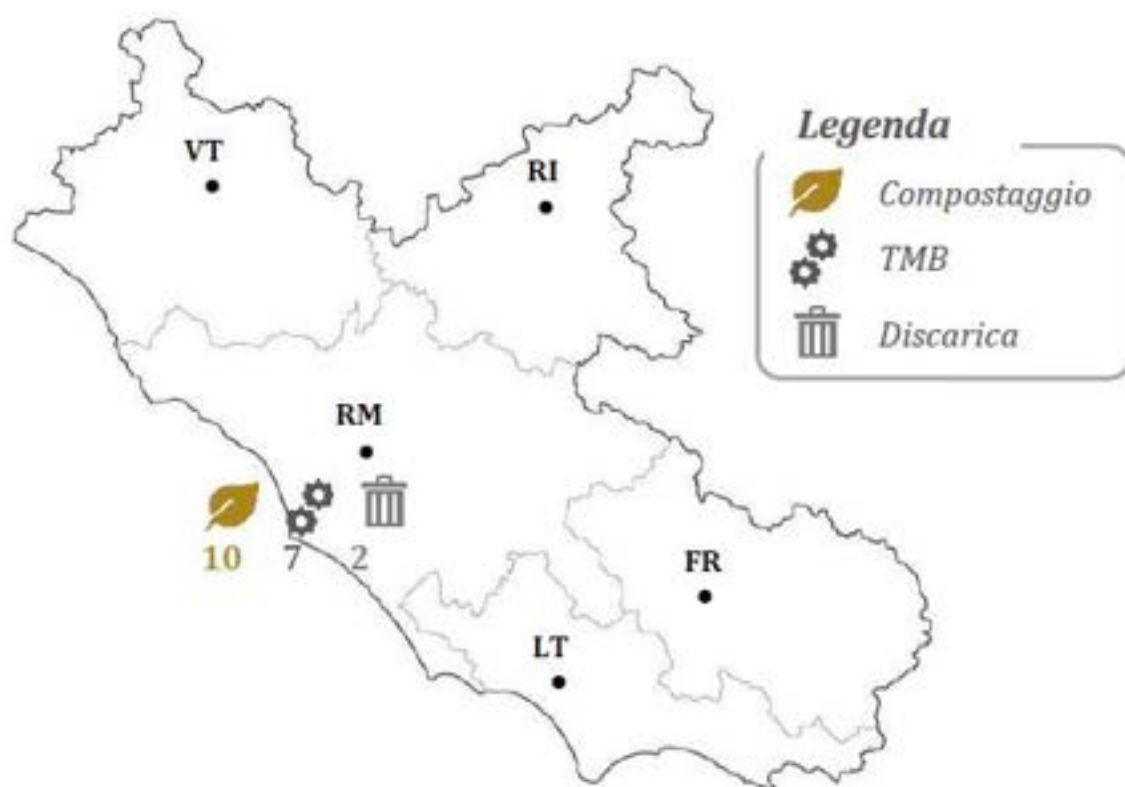 Legenda
Compostaggio
TMB
Discarica
VT
RI
RM
10 7 2
FR
LT